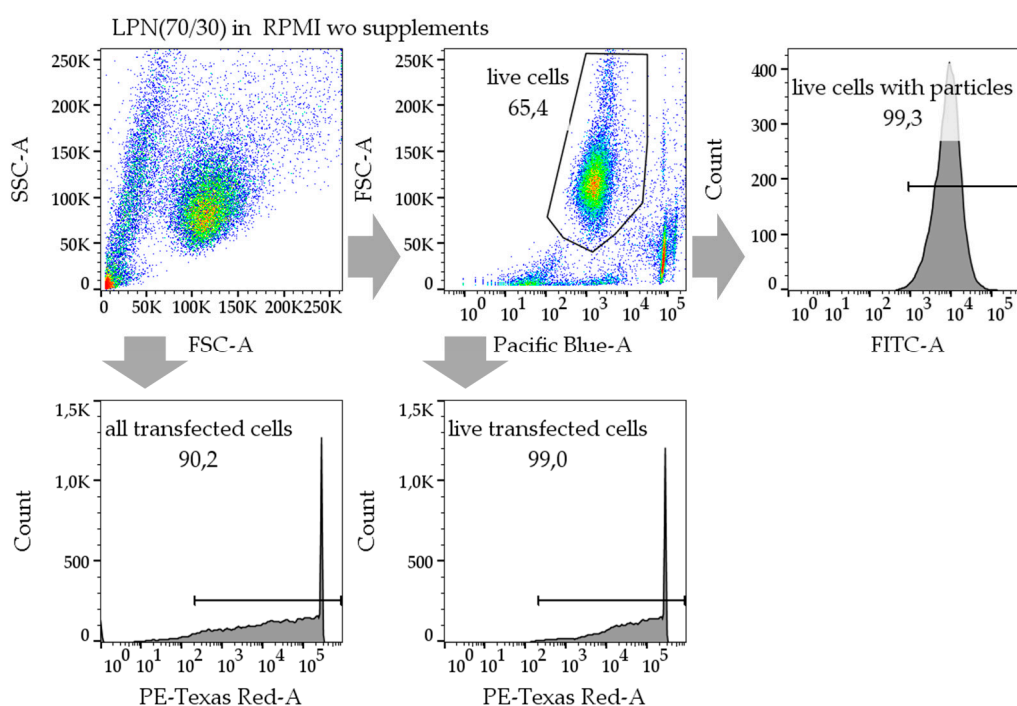 LPN(70/30) in RPMI wo supplements
SSC-A
250K
200K
150K
100K
50K
0
0 50K 100K 150K 200K 250K
FSC-A
FSC-A
250K
200K
150K
100K
50K
0
live cells
65,4
10^0 10^1 10^2 10^3 10^4 10^5
Pacific Blue-A
Count
400
300
200
100
0
live cells with particles
99,3
10^0 10^1 10^2 10^3 10^4 10^5
FITC-A
Count
1,5K
1,0K
500
0
all transfected cells
90,2
10^0 10^1 10^2 10^3 10^4 10^5
PE-Texas Red-A
Count
1,5K
1,0K
500
0
live transfected cells
99,0
10^0 10^1 10^2 10^3 10^4 10^5
PE-Texas Red-A